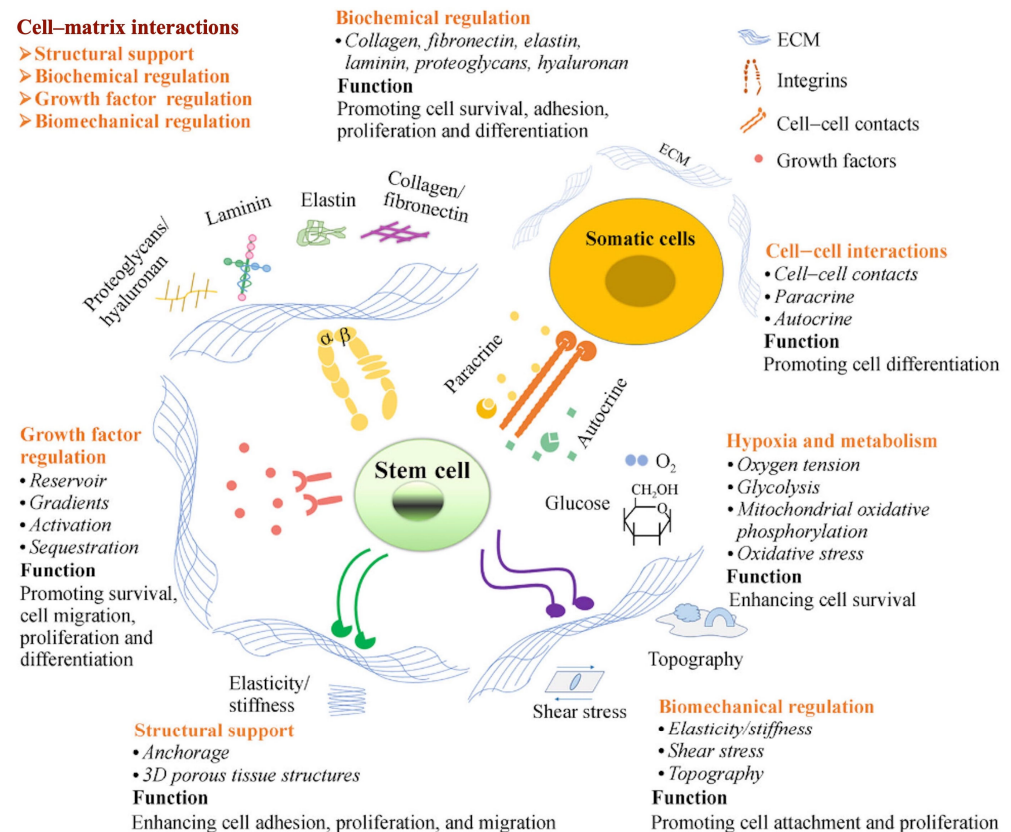 Cell–matrix interactions
➢Structural support
➢Biochemical regulation
➢Growth factor regulation
➢Biomechanical regulation
Biochemical regulation
• Collagen, fibronectin, elastin,
laminin, proteoglycans, hyaluronan
Function
Promoting cell survival, adhesion,
proliferation and differentiation
ECM
Integrins
Cell–cell contacts
Growth factors
ECM
Proteoglycans/
hyaluronan
Laminin
Elastin
Collagen/
fibronectin
Somatic cells
Cell–cell interactions
• Cell–cell contacts
• Paracrine
• Autocrine
Function
Promoting cell differentiation
α β
Paracrine
Autocrine
Growth factor
regulation
• Reservoir
• Gradients
• Activation
• Sequestration
Function
Promoting survival,
cell migration,
proliferation and
differentiation
Stem cell
O2
Glucose
CH2OH
O
Hypoxia and metabolism
• Oxygen tension
• Glycolysis
• Mitochondrial oxidative
phosphorylation
• Oxidative stress
Function
Enhancing cell survival
Topography
Elasticity/
stiffness
Shear stress
Structural support
• Anchorage
• 3D porous tissue structures
Function
Enhancing cell adhesion, proliferation, and migration
Biomechanical regulation
• Elasticity/stiffness
• Shear stress
• Topography
Function
Promoting cell attachment and proliferation